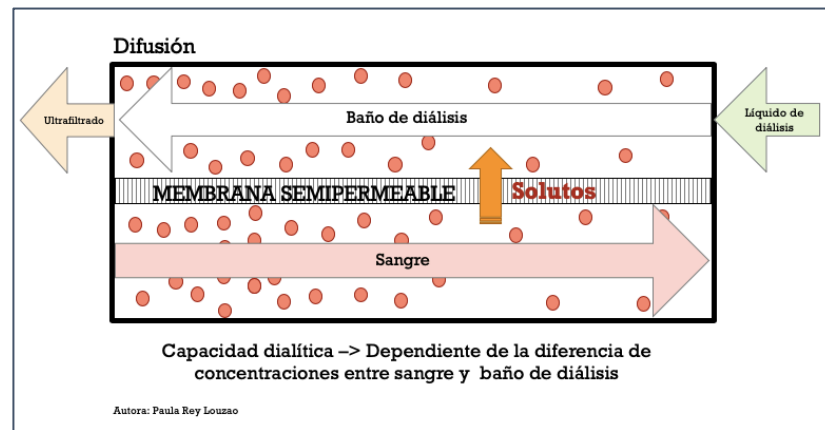 Difusión
Ultrafiltrado
Baño de diálisis
Líquido de
diálisis
MEMBRANA SEMIPERMEABLE
Solutos
Sangre
Capacidad dialítica –> Dependiente de la diferencia de
concentraciones entre sangre y baño de diálisis
Autora: Paula Rey Louzao